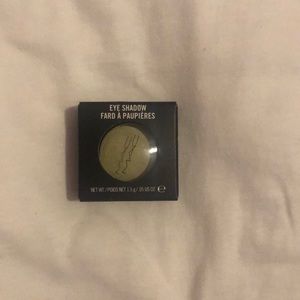 EYE SHADOW
FARD À PAUPIÈRES
NET WT./POIDS NET 1.5 g / .05 US OZ ℮